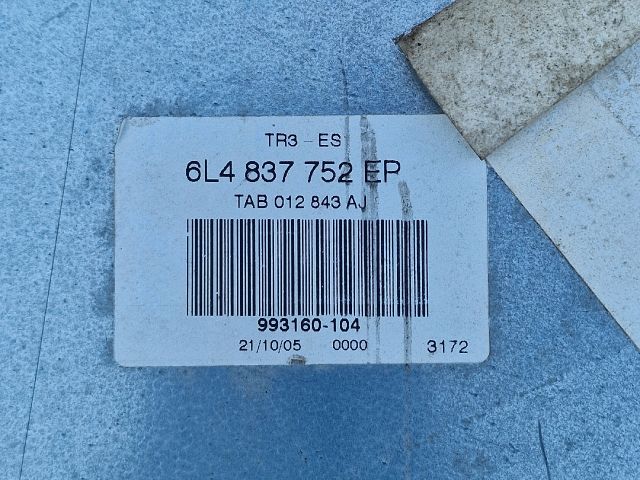 TR3 - ES
6L4 837 752 EP
TAB 012 843 AJ
993160-104
21/10/05 0000 3172